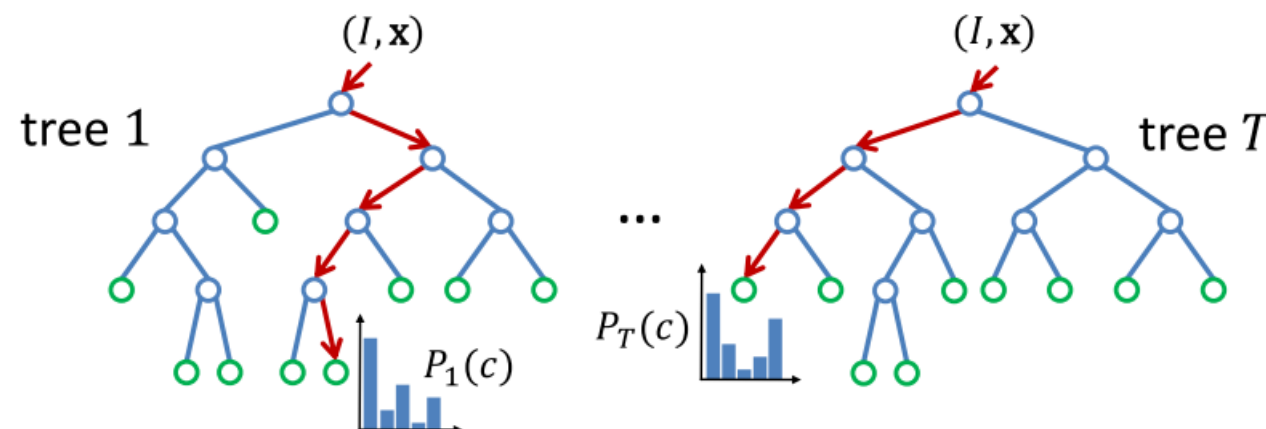 (I, x)
(I, x)
tree 1
tree T
...
P_T(c)
P_1(c)